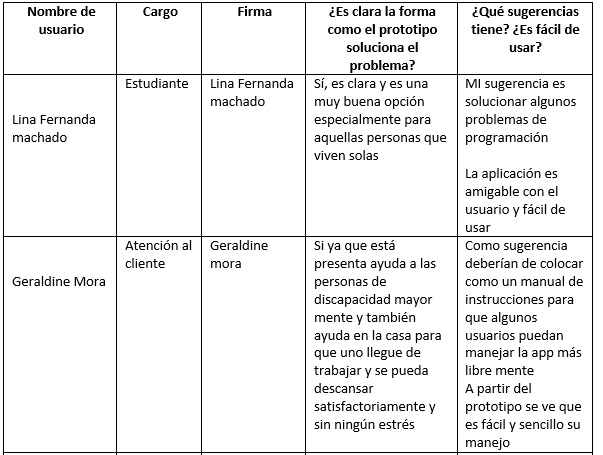 Nombre de
usuario
Cargo
Firma
¿Es clara la forma
como el prototipo
soluciona el
problema?
¿Qué sugerencias
tiene? ¿Es fácil de
usar?
Lina Fernanda
machado
Estudiante
Lina Fernanda
machado
Sí, es clara y es una
muy buena opción
especialmente para
aquellas personas que
viven solas
MI sugerencia es
solucionar algunos
problemas de
programación
La aplicación es
amigable con el
usuario y fácil de
usar
Geraldine Mora
Atención al
cliente
Geraldine
mora
Si ya que está
presenta ayuda a las
personas de
discapacidad mayor
mente y también
ayuda en la casa para
que uno llegue de
trabajar y se pueda
descansar
satisfactoriamente y
sin ningún estrés
Como sugerencia
deberían de colocar
como un manual de
instrucciones para
que algunos
usuarios puedan
manejar la app más
libre mente
A partir del
prototipo se ve que
es fácil y sencillo su
manejo